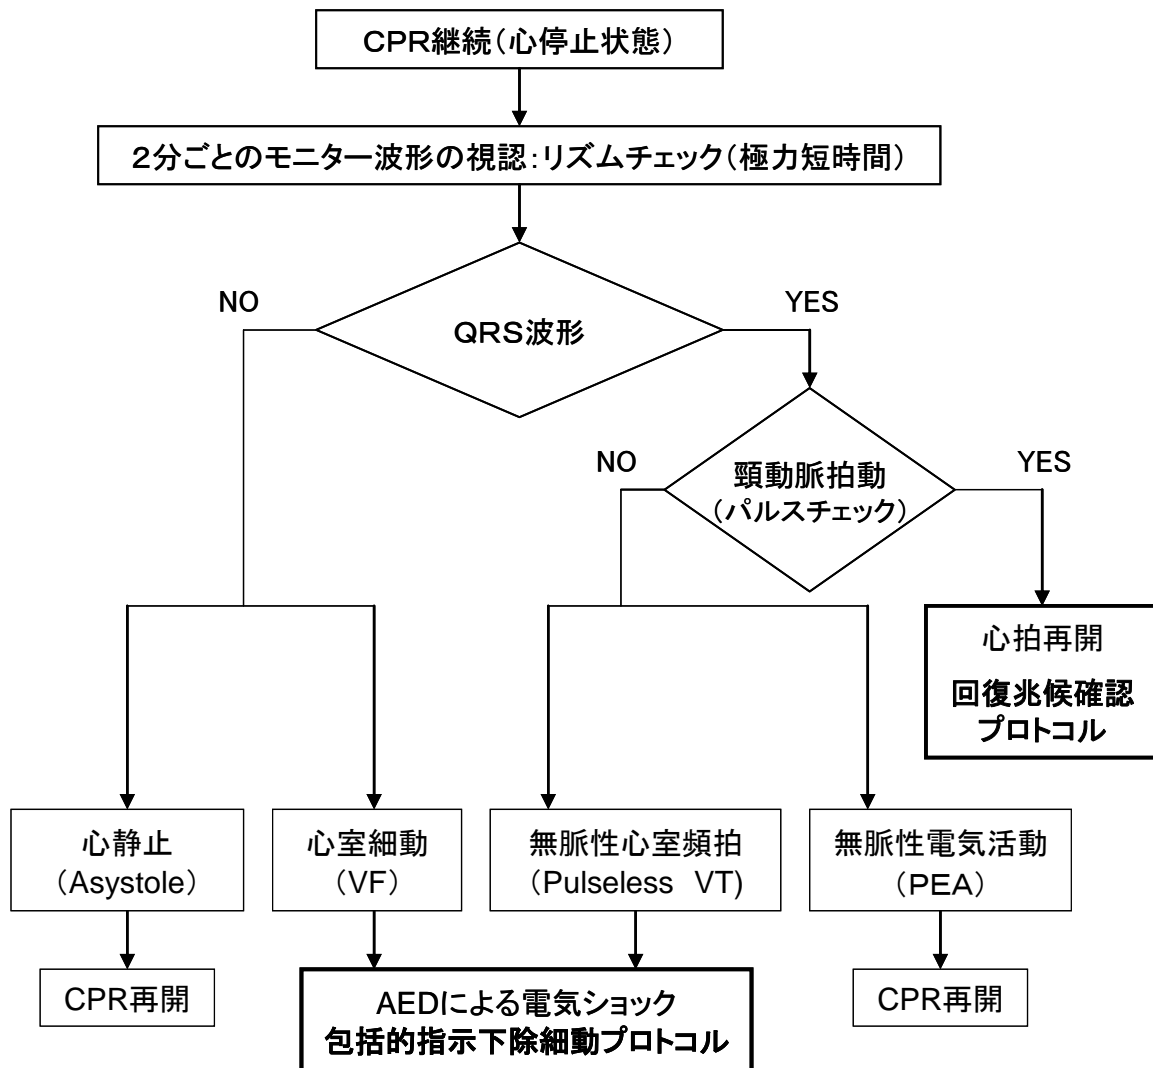 CPR継続（心停止状態）
２分ごとのモニター波形の視認：リズムチェック（極力短時間）
NO
YES
QRS波形
NO
YES
頸動脈拍動
（パルスチェック）
心拍再開
回復兆候確認
プロトコル
心静止
（Asystole）
心室細動
（VF）
無脈性心室頻拍
（Pulseless VT)
無脈性電気活動
（PEA）
CPR再開
AEDによる電気ショック
包括的指示下除細動プロトコル
CPR再開